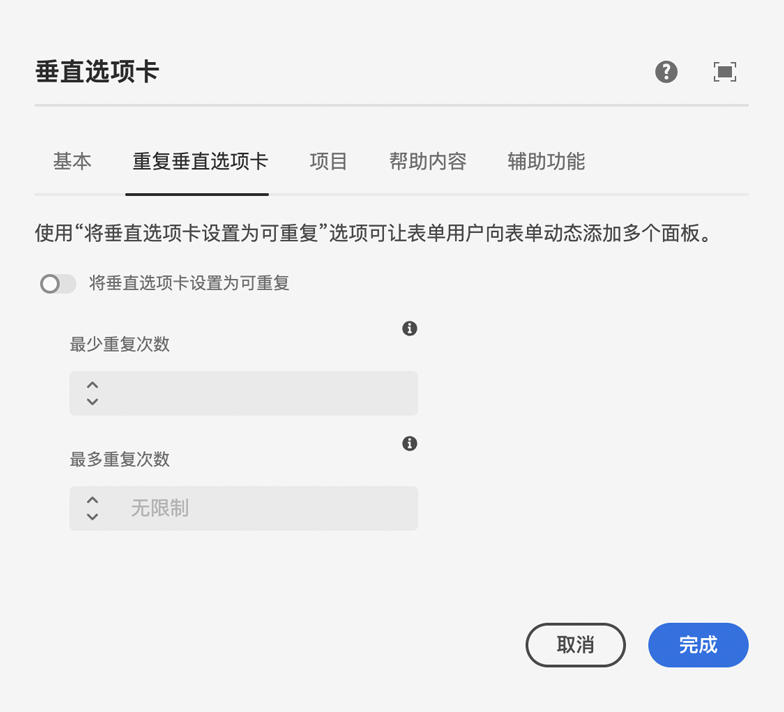 垂直选项卡
基本 重复垂直选项卡 项目 帮助内容 辅助功能
使用“将垂直选项卡设置为可重复”选项可让表单用户向表单动态添加多个面板。
将垂直选项卡设置为可重复
最少重复次数
最多重复次数
无限制
取消 完成